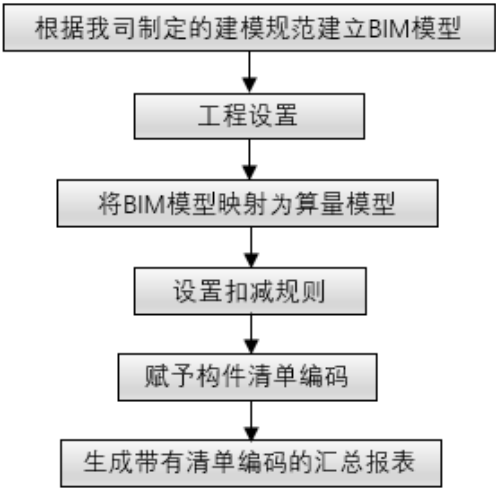 根据我司制定的建模规范建立BIM模型
工程设置
将BIM模型映射为算量模型
设置扣减规则
赋予构件清单编码
生成带有清单编码的汇总报表